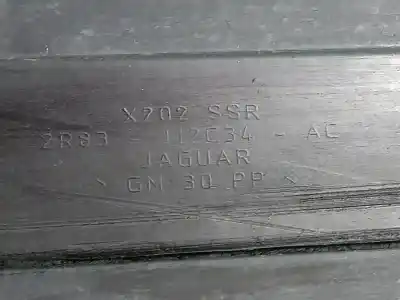 X202 SSR
2R83 - 112C34 - AC
JAGUAR
> GM 30 PP <